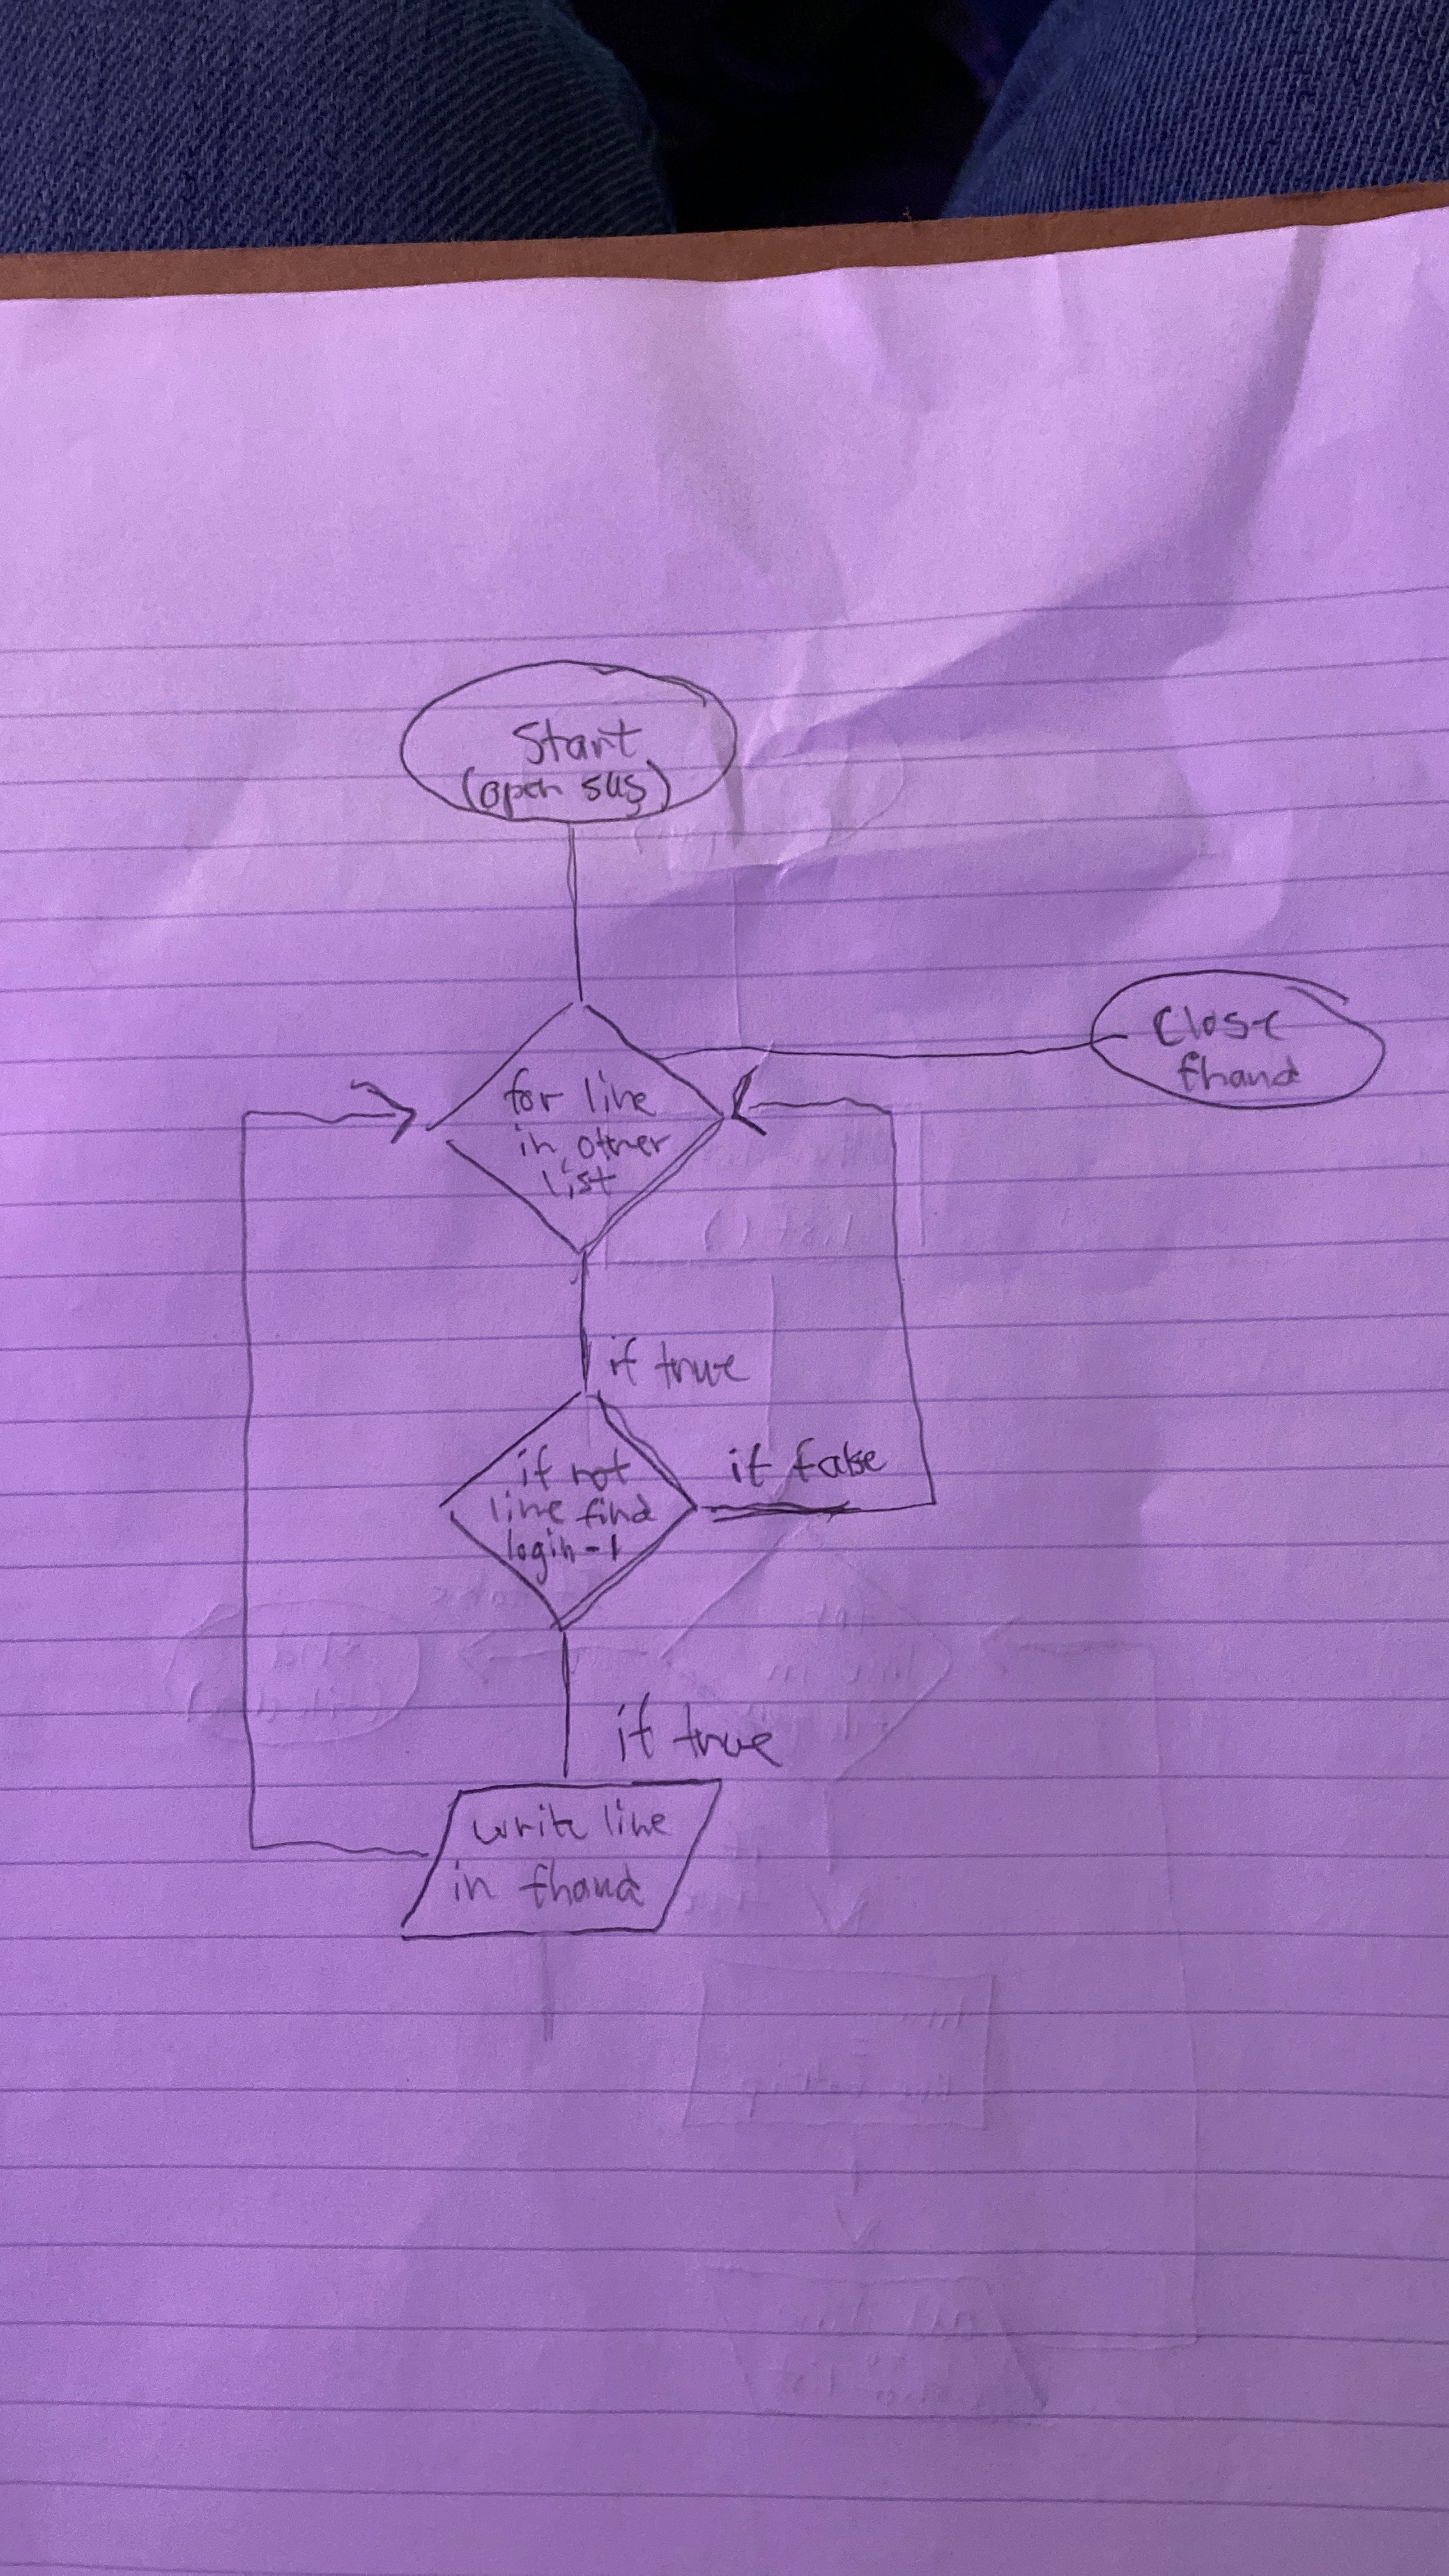 Start
(open sus)
Close
fhand
for line
in other
list
if true
if not
line find
login -1
if false
if true
write line
in fhand